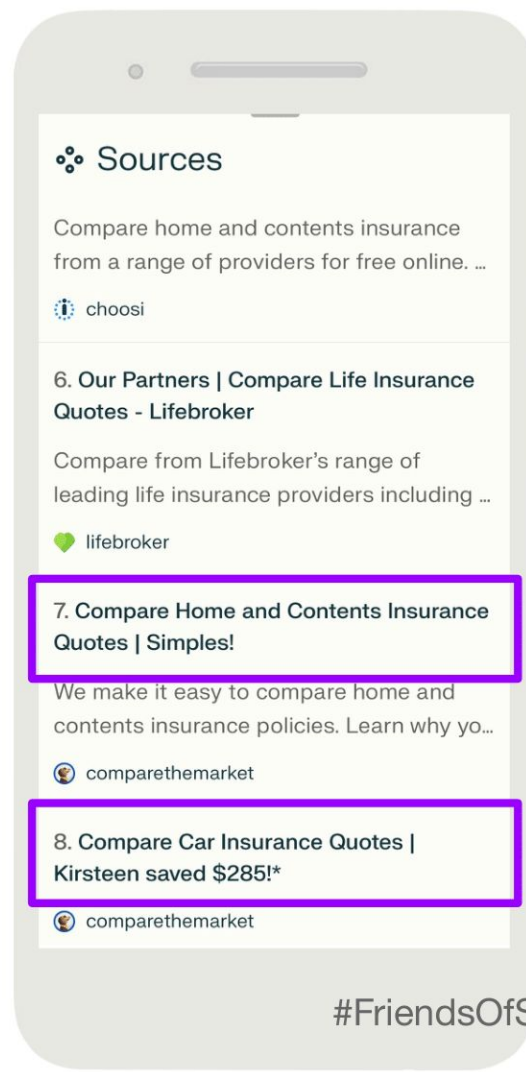 Sources
Compare home and contents insurance
from a range of providers for free online. ...
choosi
6. Our Partners | Compare Life Insurance
Quotes - Lifebroker
Compare from Lifebroker’s range of
leading life insurance providers including ...
lifebroker
7. Compare Home and Contents Insurance
Quotes | Simples!
We make it easy to compare home and
contents insurance policies. Learn why yo...
comparethemarket
8. Compare Car Insurance Quotes |
Kirsteen saved $285!*
comparethemarket
#FriendsOfS